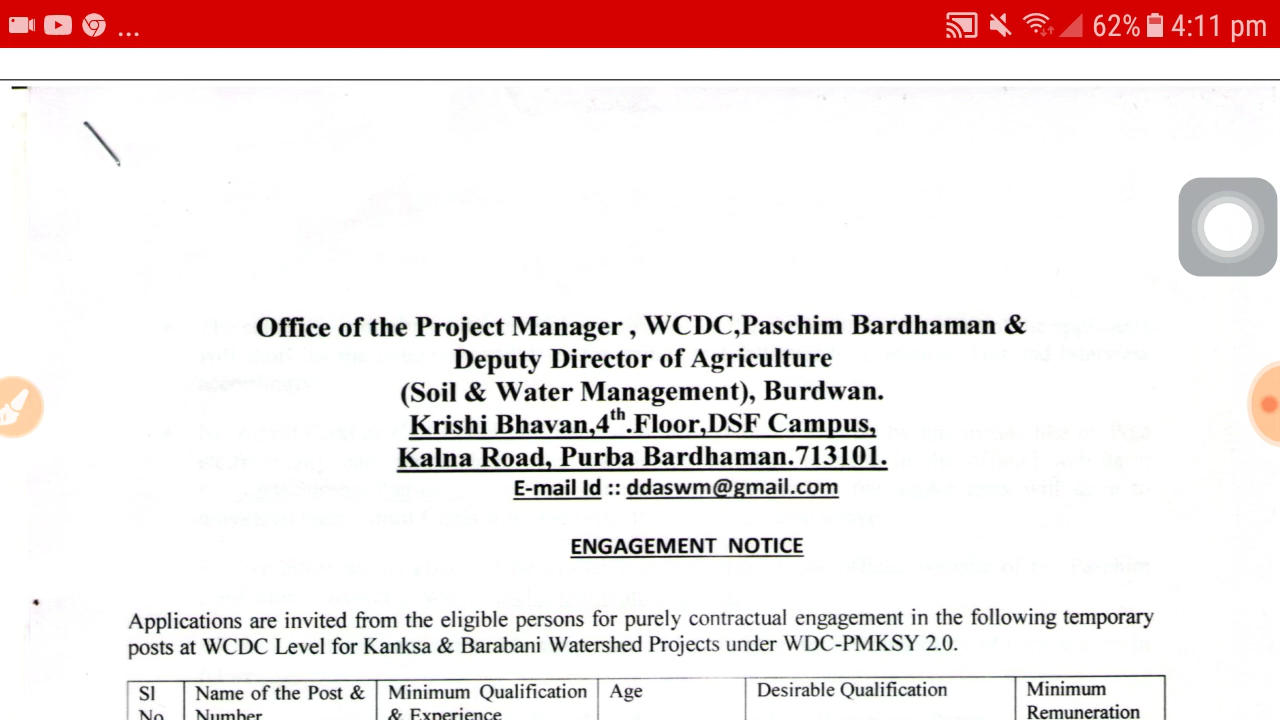 62% 4:11 pm
Office of the Project Manager , WCDC,Paschim Bardhaman &
Deputy Director of Agriculture
(Soil & Water Management), Burdwan.
Krishi Bhavan,4th.Floor,DSF Campus,
Kalna Road, Purba Bardhaman.713101.
E-mail Id :: ddaswm@gmail.com
ENGAGEMENT NOTICE
Applications are invited from the eligible persons for purely contractual engagement in the following temporary
posts at WCDC Level for Kanksa & Barabani Watershed Projects under WDC-PMKSY 2.0.
Sl Name of the Post & Minimum Qualification Age Desirable Qualification Minimum
No Number & Experience Remuneration